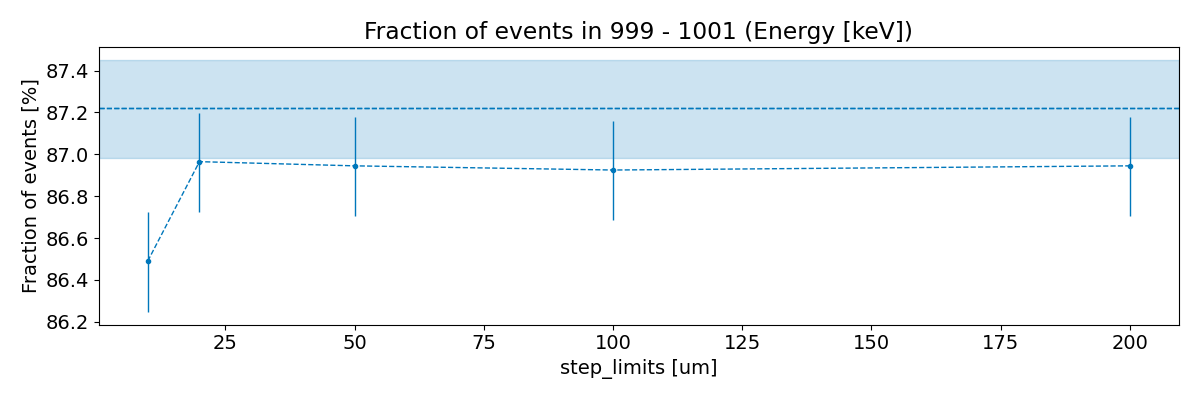 Fraction of events in 999 - 1001 (Energy [keV])
Fraction of events [%]
87.4
87.2
87.0
86.8
86.6
86.4
86.2
25 50 75 100 125 150 175 200
step_limits [um]